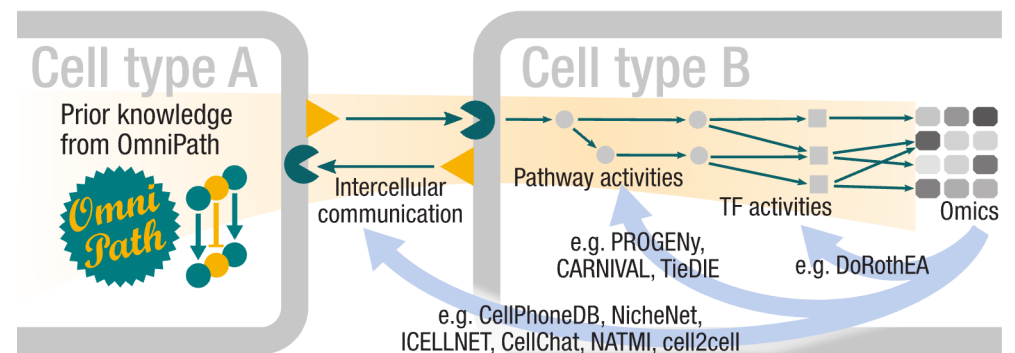 Cell type A
Cell type B
Prior knowledge
from OmniPath
Omni
Path
Intercellular
communication
Pathway activities
TF activities
Omics
e.g. PROGENy,
CARNIVAL, TieDIE
e.g. DoRothEA
e.g. CellPhoneDB, NicheNet,
ICELLNET, CellChat, NATMI, cell2cell